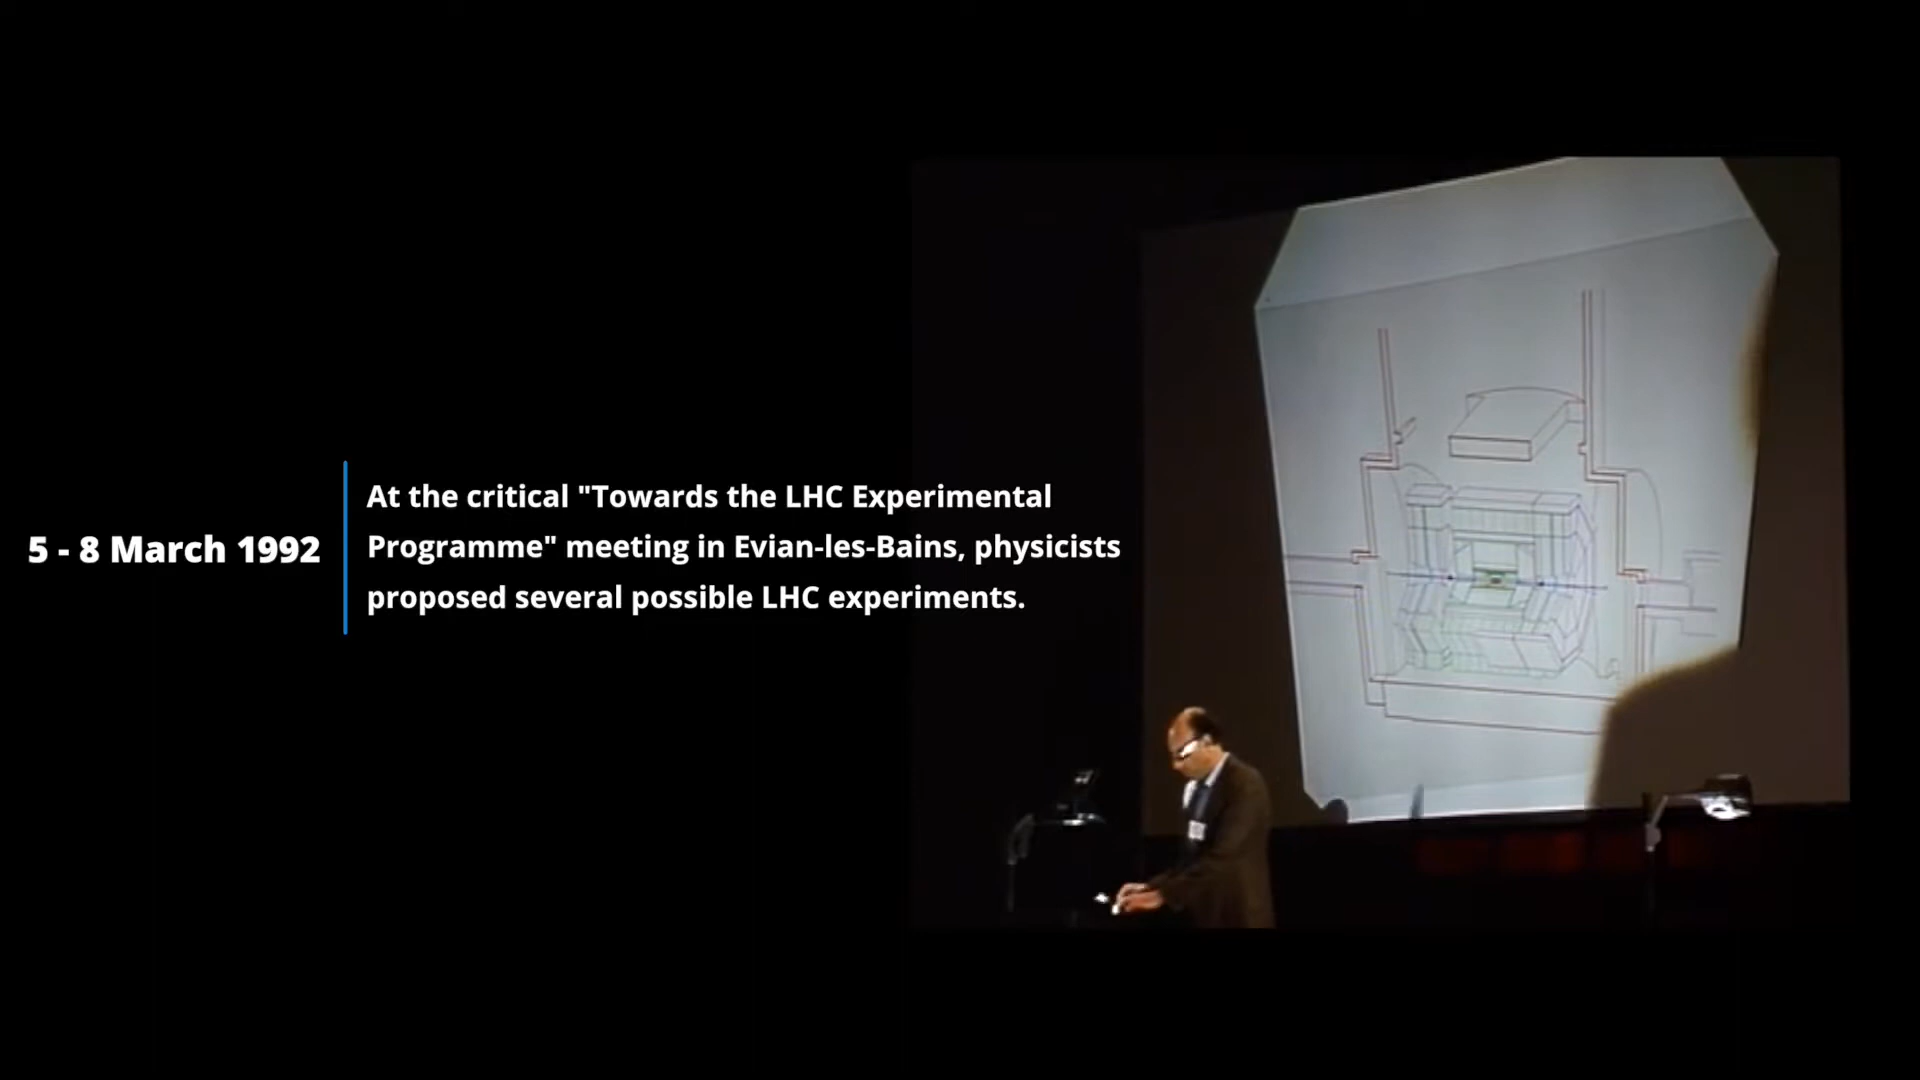 5 - 8 March 1992
At the critical "Towards the LHC Experimental
Programme" meeting in Evian-les-Bains, physicists
proposed several possible LHC experiments.